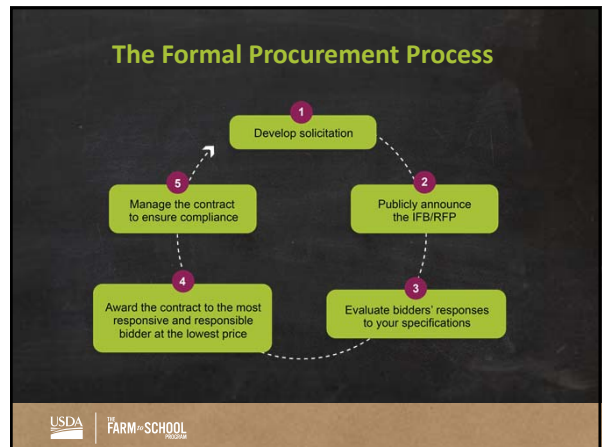 The Formal Procurement Process
1
Develop solicitation
2
Publicly announce
the IFB/RFP
3
Evaluate bidders' responses
to your specifications
4
Award the contract to the most
responsive and responsible
bidder at the lowest price
5
Manage the contract
to ensure compliance
USDA
THE
FARM to SCHOOL
PROGRAM